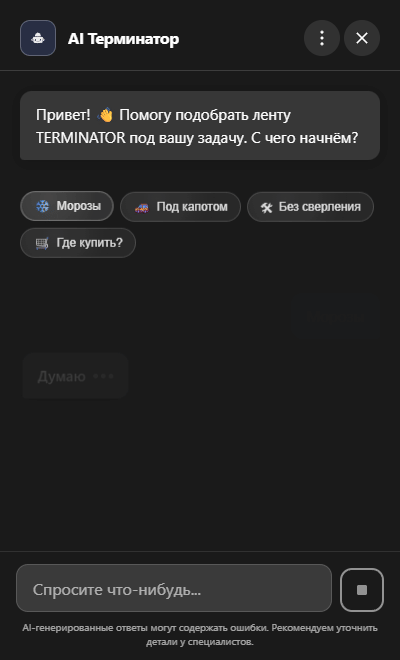 AI Терминатор
Привет! 👋 Помогу подобрать ленту
TERMINATOR под вашу задачу. С чего начнём?
❄️ Морозы
🚗 Под капотом
🛠 Без сверления
🛒 Где купить?
Думаю •••
Спросите что-нибудь...
AI-генерированные ответы могут содержать ошибки. Рекомендуем уточнить
детали у специалистов.